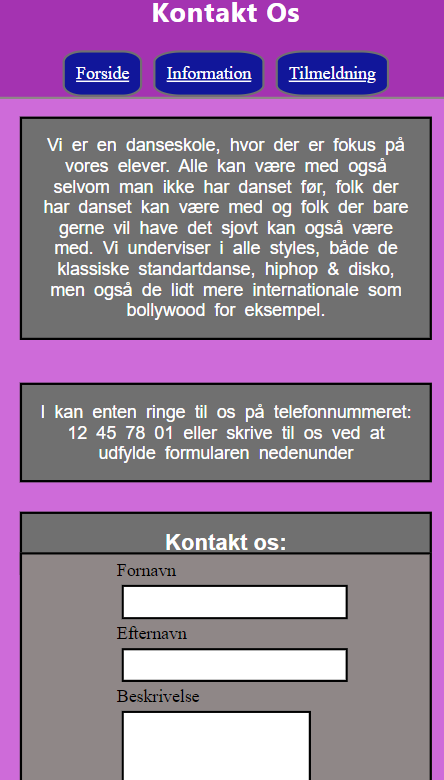 Kontakt Os
Forside Information Tilmeldning
Vi er en danseskole, hvor der er fokus på
vores elever. Alle kan være med også
selvom man ikke har danset før, folk der
har danset kan være med og folk der bare
gerne vil have det sjovt kan også være
med. Vi underviser i alle styles, både de
klassiske standartdanse, hiphop & disko,
men også de lidt mere internationale som
bollywood for eksempel.
I kan enten ringe til os på telefonnummeret:
12 45 78 01 eller skrive til os ved at
udfylde formularen nedenunder
Kontakt os:
Fornavn
Efternavn
Beskrivelse